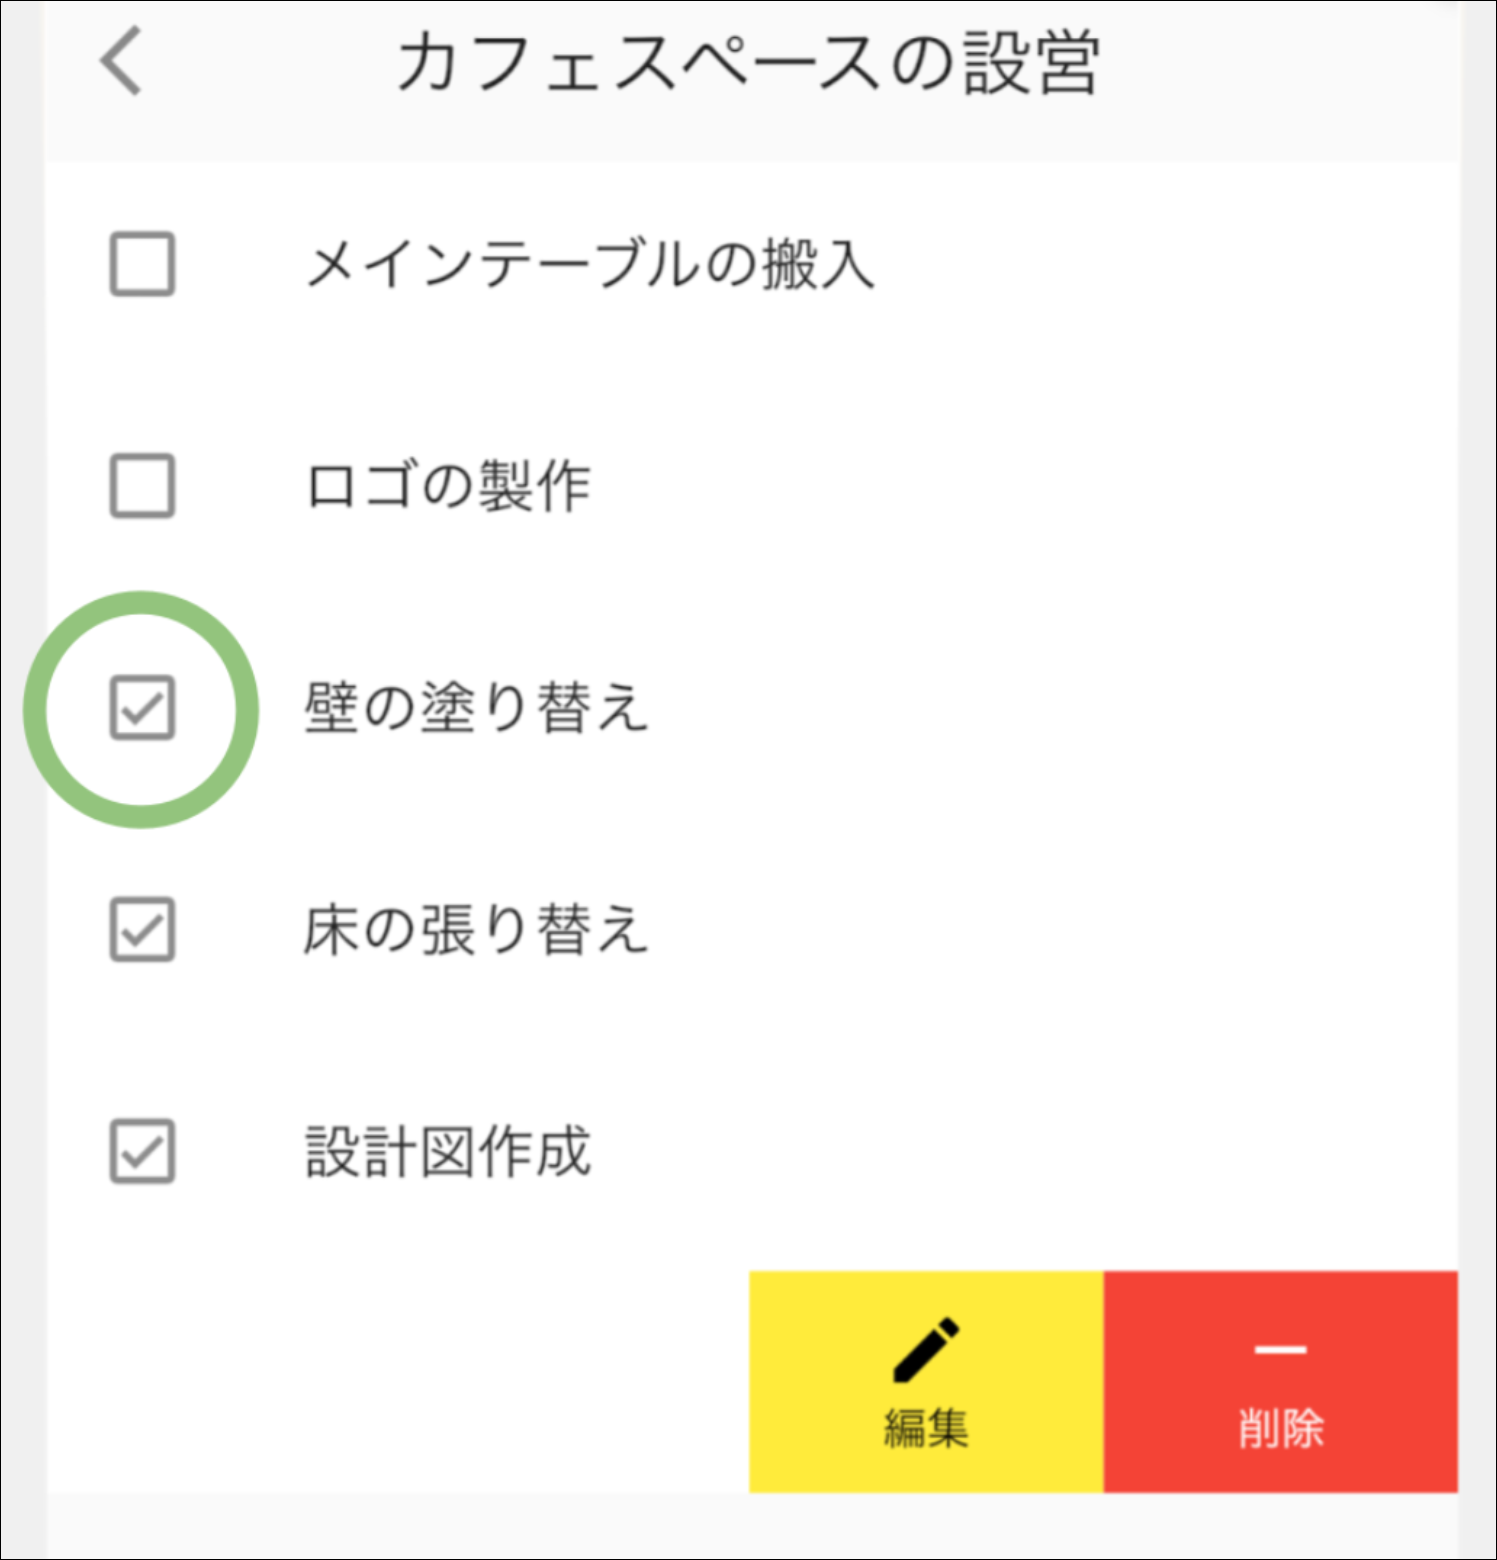 カフェスペースの設営
メインテーブルの搬入
ロゴの製作
壁の塗り替え
床の張り替え
設計図作成
編集
削除